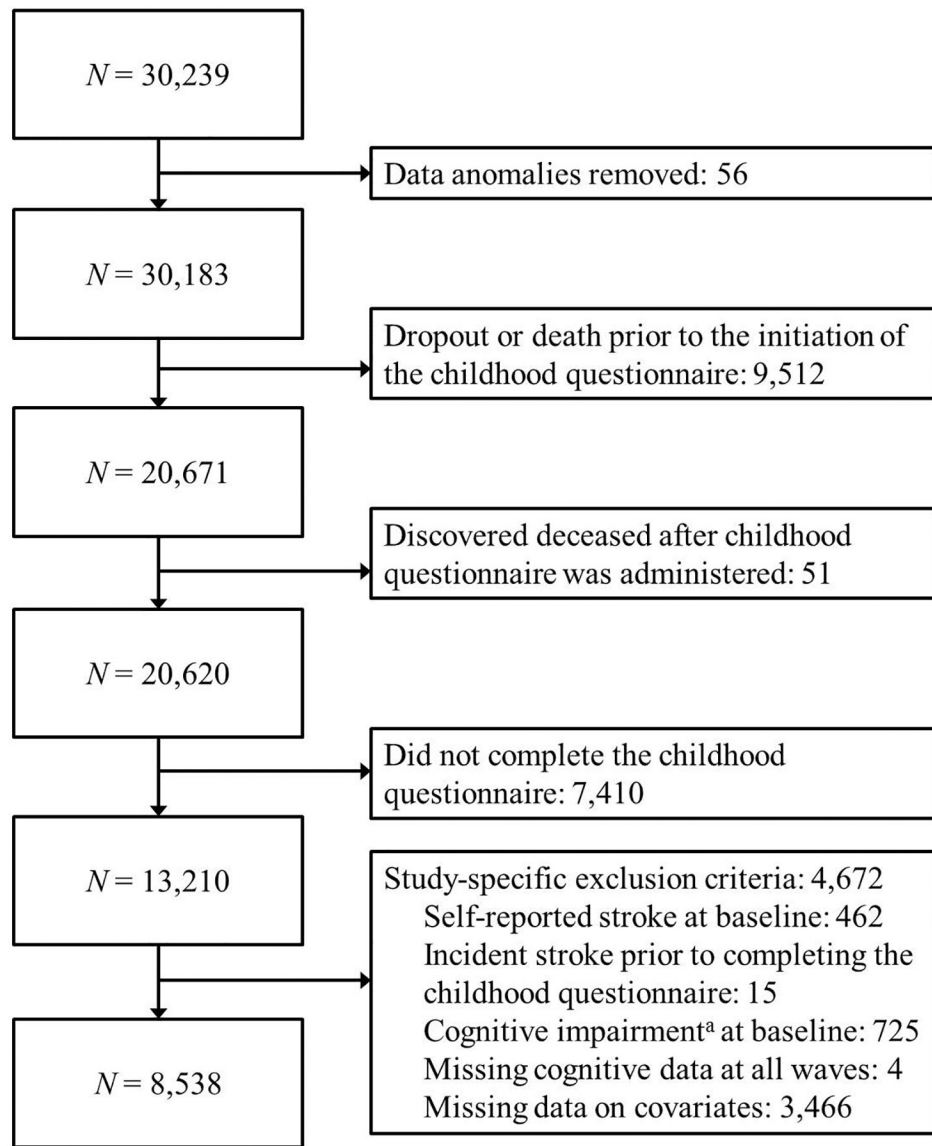 N = 30,239
Data anomalies removed: 56
N = 30,183
Dropout or death prior to the initiation of
the childhood questionnaire: 9,512
N = 20,671
Discovered deceased after childhood
questionnaire was administered: 51
N = 20,620
Did not complete the childhood
questionnaire: 7,410
N = 13,210
Study-specific exclusion criteria: 4,672
Self-reported stroke at baseline: 462
Incident stroke prior to completing the
childhood questionnaire: 15
Cognitive impairmentᵃ at baseline: 725
Missing cognitive data at all waves: 4
Missing data on covariates: 3,466
N = 8,538